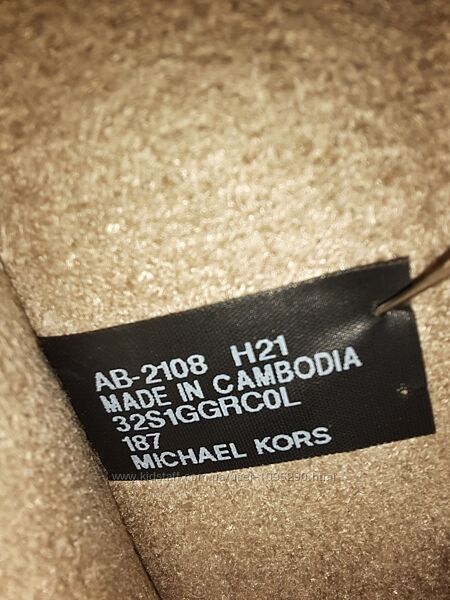 AB-2108 H21
MADE IN CAMBODIA
32S1GGRC0L
187
MICHAEL KORS